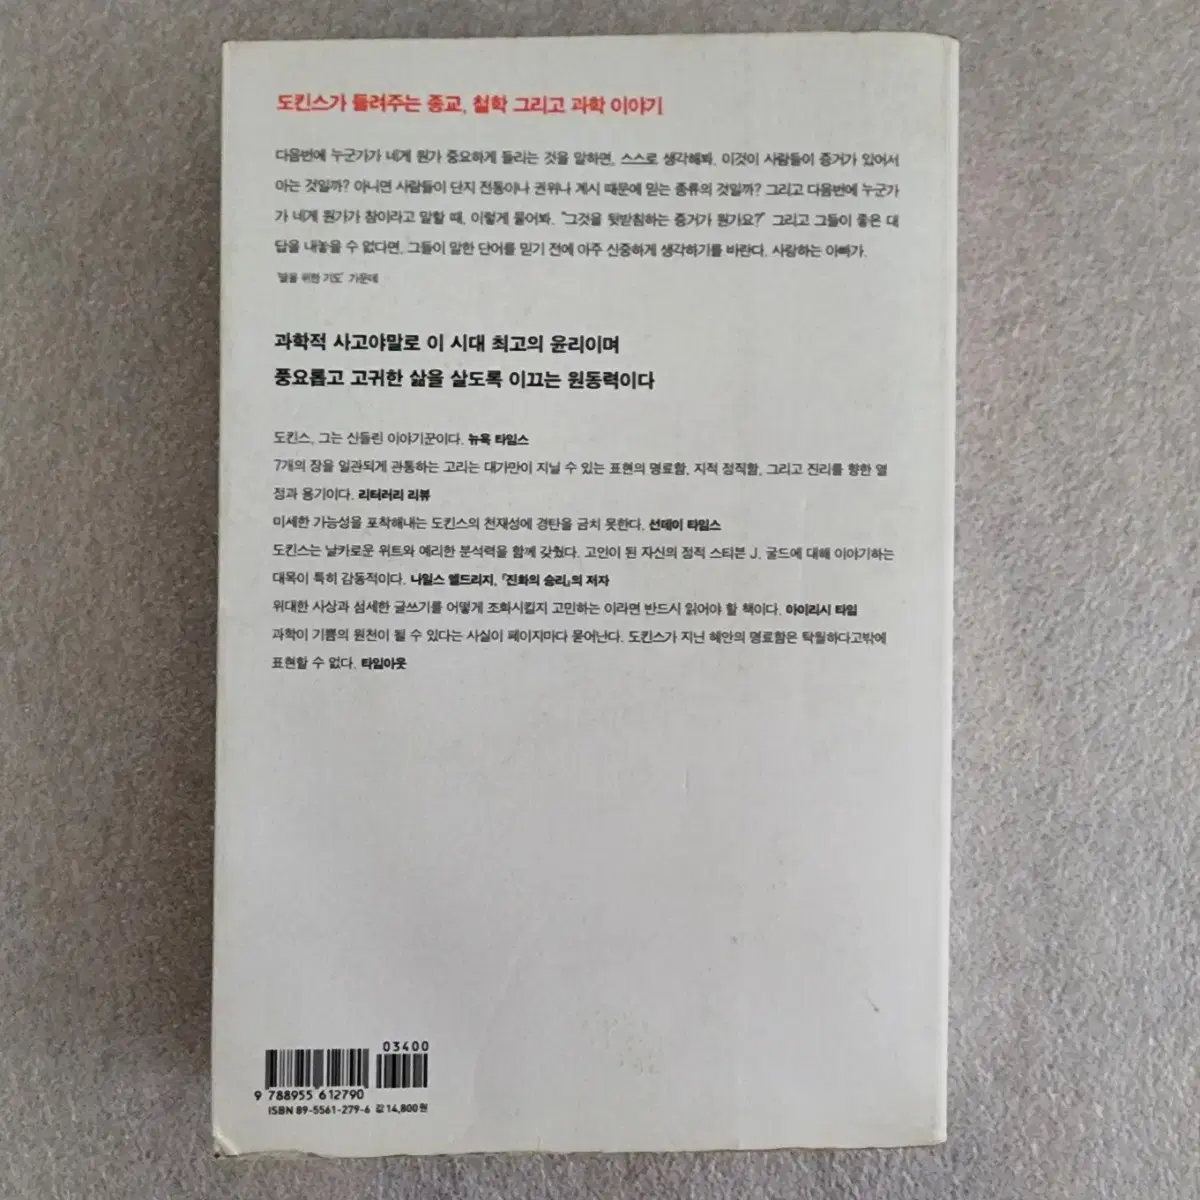 도킨스가 들려주는 종교, 철학 그리고 과학 이야기
다음번에 누군가가 네게 뭔가 중요하게 들리는 것을 말하면, 스스로 생각해봐. 이것이 사람들이 증거가 있어서
아는 것일까? 아니면 사람들이 단지 전통이나 권위나 계시 때문에 믿는 종류의 것일까? 그리고 다음번에 누군가
가 네게 뭔가가 참이라고 말할 때, 이렇게 물어봐. "그것을 뒷받침하는 증거가 뭔가요?" 그리고 그들이 좋은 대
답을 내놓을 수 없다면, 그들이 말한 단어를 믿기 전에 아주 신중하게 생각하기를 바란다. 사랑하는 아빠가.
'딸을 위한 기도' 가운데
과학적 사고야말로 이 시대 최고의 윤리이며
풍요롭고 고귀한 삶을 살도록 이끄는 원동력이다
도킨스, 그는 신들린 이야기꾼이다. 뉴욕 타임스
7개의 장을 일관되게 관통하는 고리는 대가만이 지닐 수 있는 표현의 명료함, 지적 정직함, 그리고 진리를 향한 열
정과 용기이다. 리터러리 리뷰
미세한 가능성을 포착해내는 도킨스의 천재성에 경탄을 금치 못한다. 선데이 타임스
도킨스는 날카로운 위트와 예리한 분석력을 함께 갖췄다. 고인이 된 자신의 정적 스티븐 J. 굴드에 대해 이야기하는
대목이 특히 감동적이다. 나일스 엘드리지, 『진화의 승리』의 저자
위대한 사상과 섬세한 글쓰기를 어떻게 조화시킬지 고민하는 이라면 반드시 읽어야 할 책이다. 아이리시 타임
과학이 기쁨의 원천이 될 수 있다는 사실이 페이지마다 묻어난다. 도킨스가 지닌 혜안의 명료함은 탁월하다고밖에
표현할 수 없다. 타임아웃
03400
9 788955 612790
ISBN 89-5561-279-6 값 14,800원